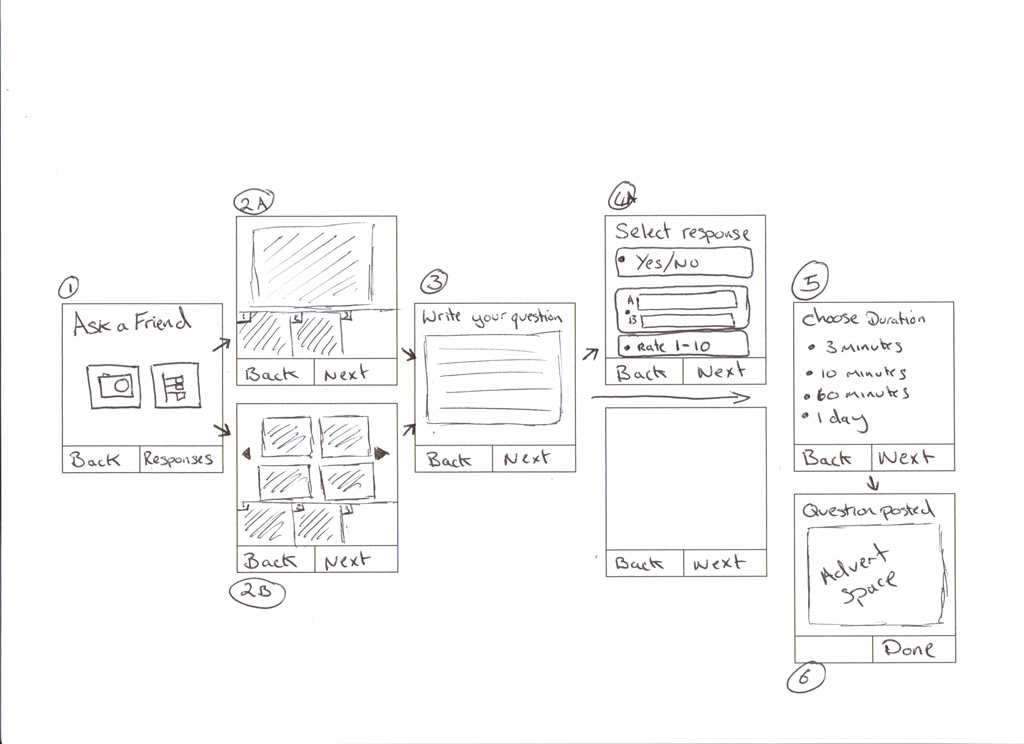 1
Ask a Friend
Back Responses
2A
1 2 3
Back Next
1 2 3
Back Next
2B
3
Write your question
Back Next
4A
Select response
• Yes/No
A
B
• Rate 1-10
Back Next
Back Next
5
Choose Duration
• 3 minutes
• 10 minutes
• 60 minutes
• 1 day
Back Next
Question posted
Advert
Space
Done
6